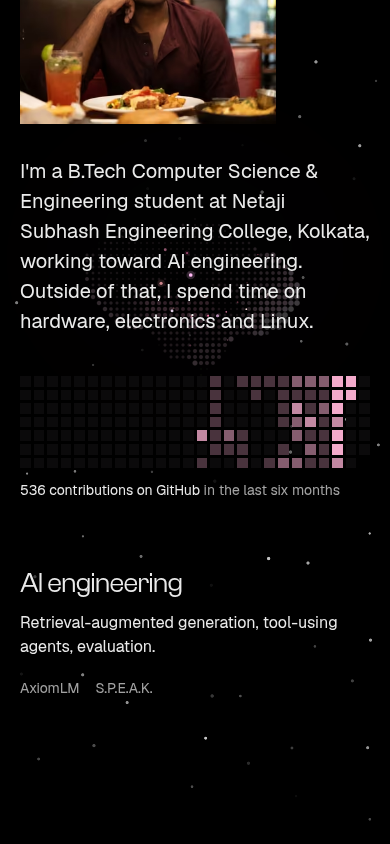 I'm a B.Tech Computer Science &
Engineering student at Netaji
Subhash Engineering College, Kolkata,
working toward AI engineering.
Outside of that, I spend time on
hardware, electronics and Linux.
536 contributions on GitHub in the last six months
AI engineering
Retrieval-augmented generation, tool-using
agents, evaluation.
AxiomLM S.P.E.A.K.